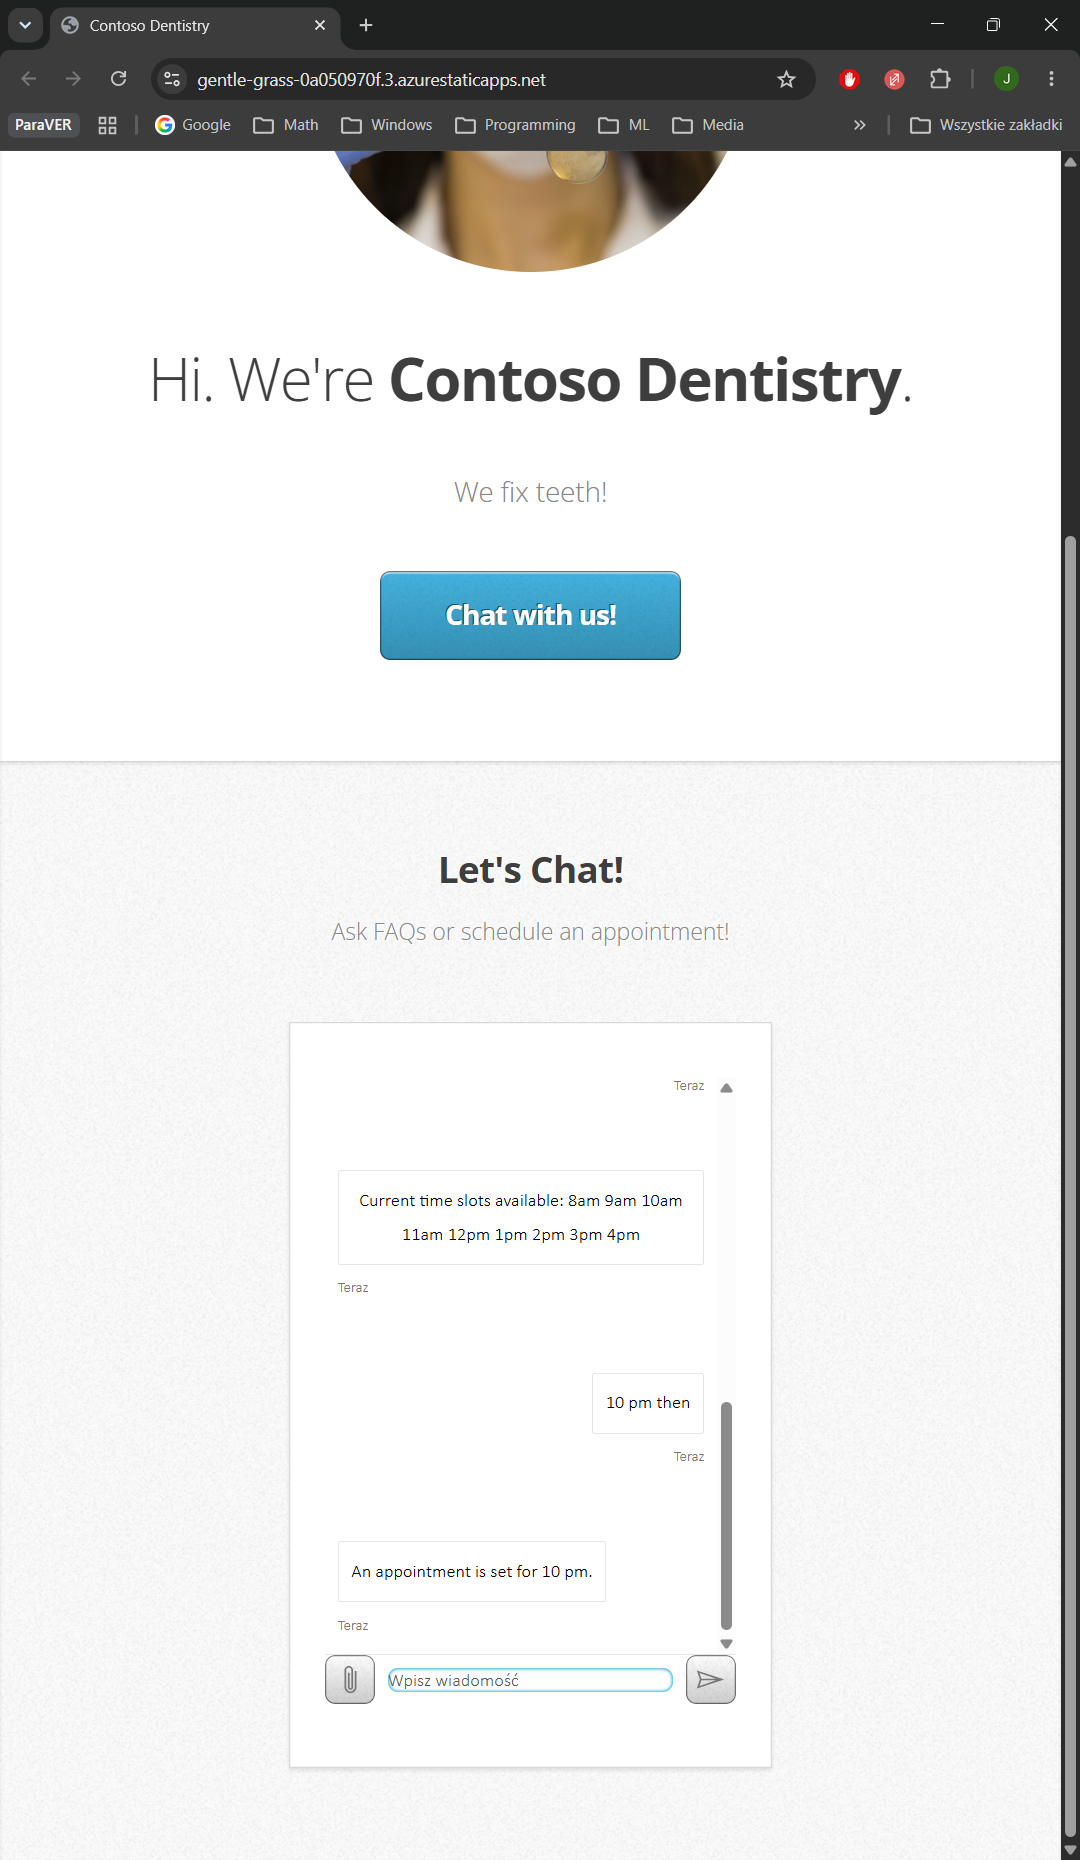 Contoso Dentistry
gentle-grass-0a050970f.3.azurestaticapps.net
J
ParaVER
Google
Math
Windows
Programming
ML
Media
Wszystkie zakładki
Hi. We're Contoso Dentistry.
We fix teeth!
Chat with us!
Let's Chat!
Ask FAQs or schedule an appointment!
Teraz
Current time slots available: 8am 9am 10am
11am 12pm 1pm 2pm 3pm 4pm
Teraz
10 pm then
Teraz
An appointment is set for 10 pm.
Teraz
Wpisz wiadomość